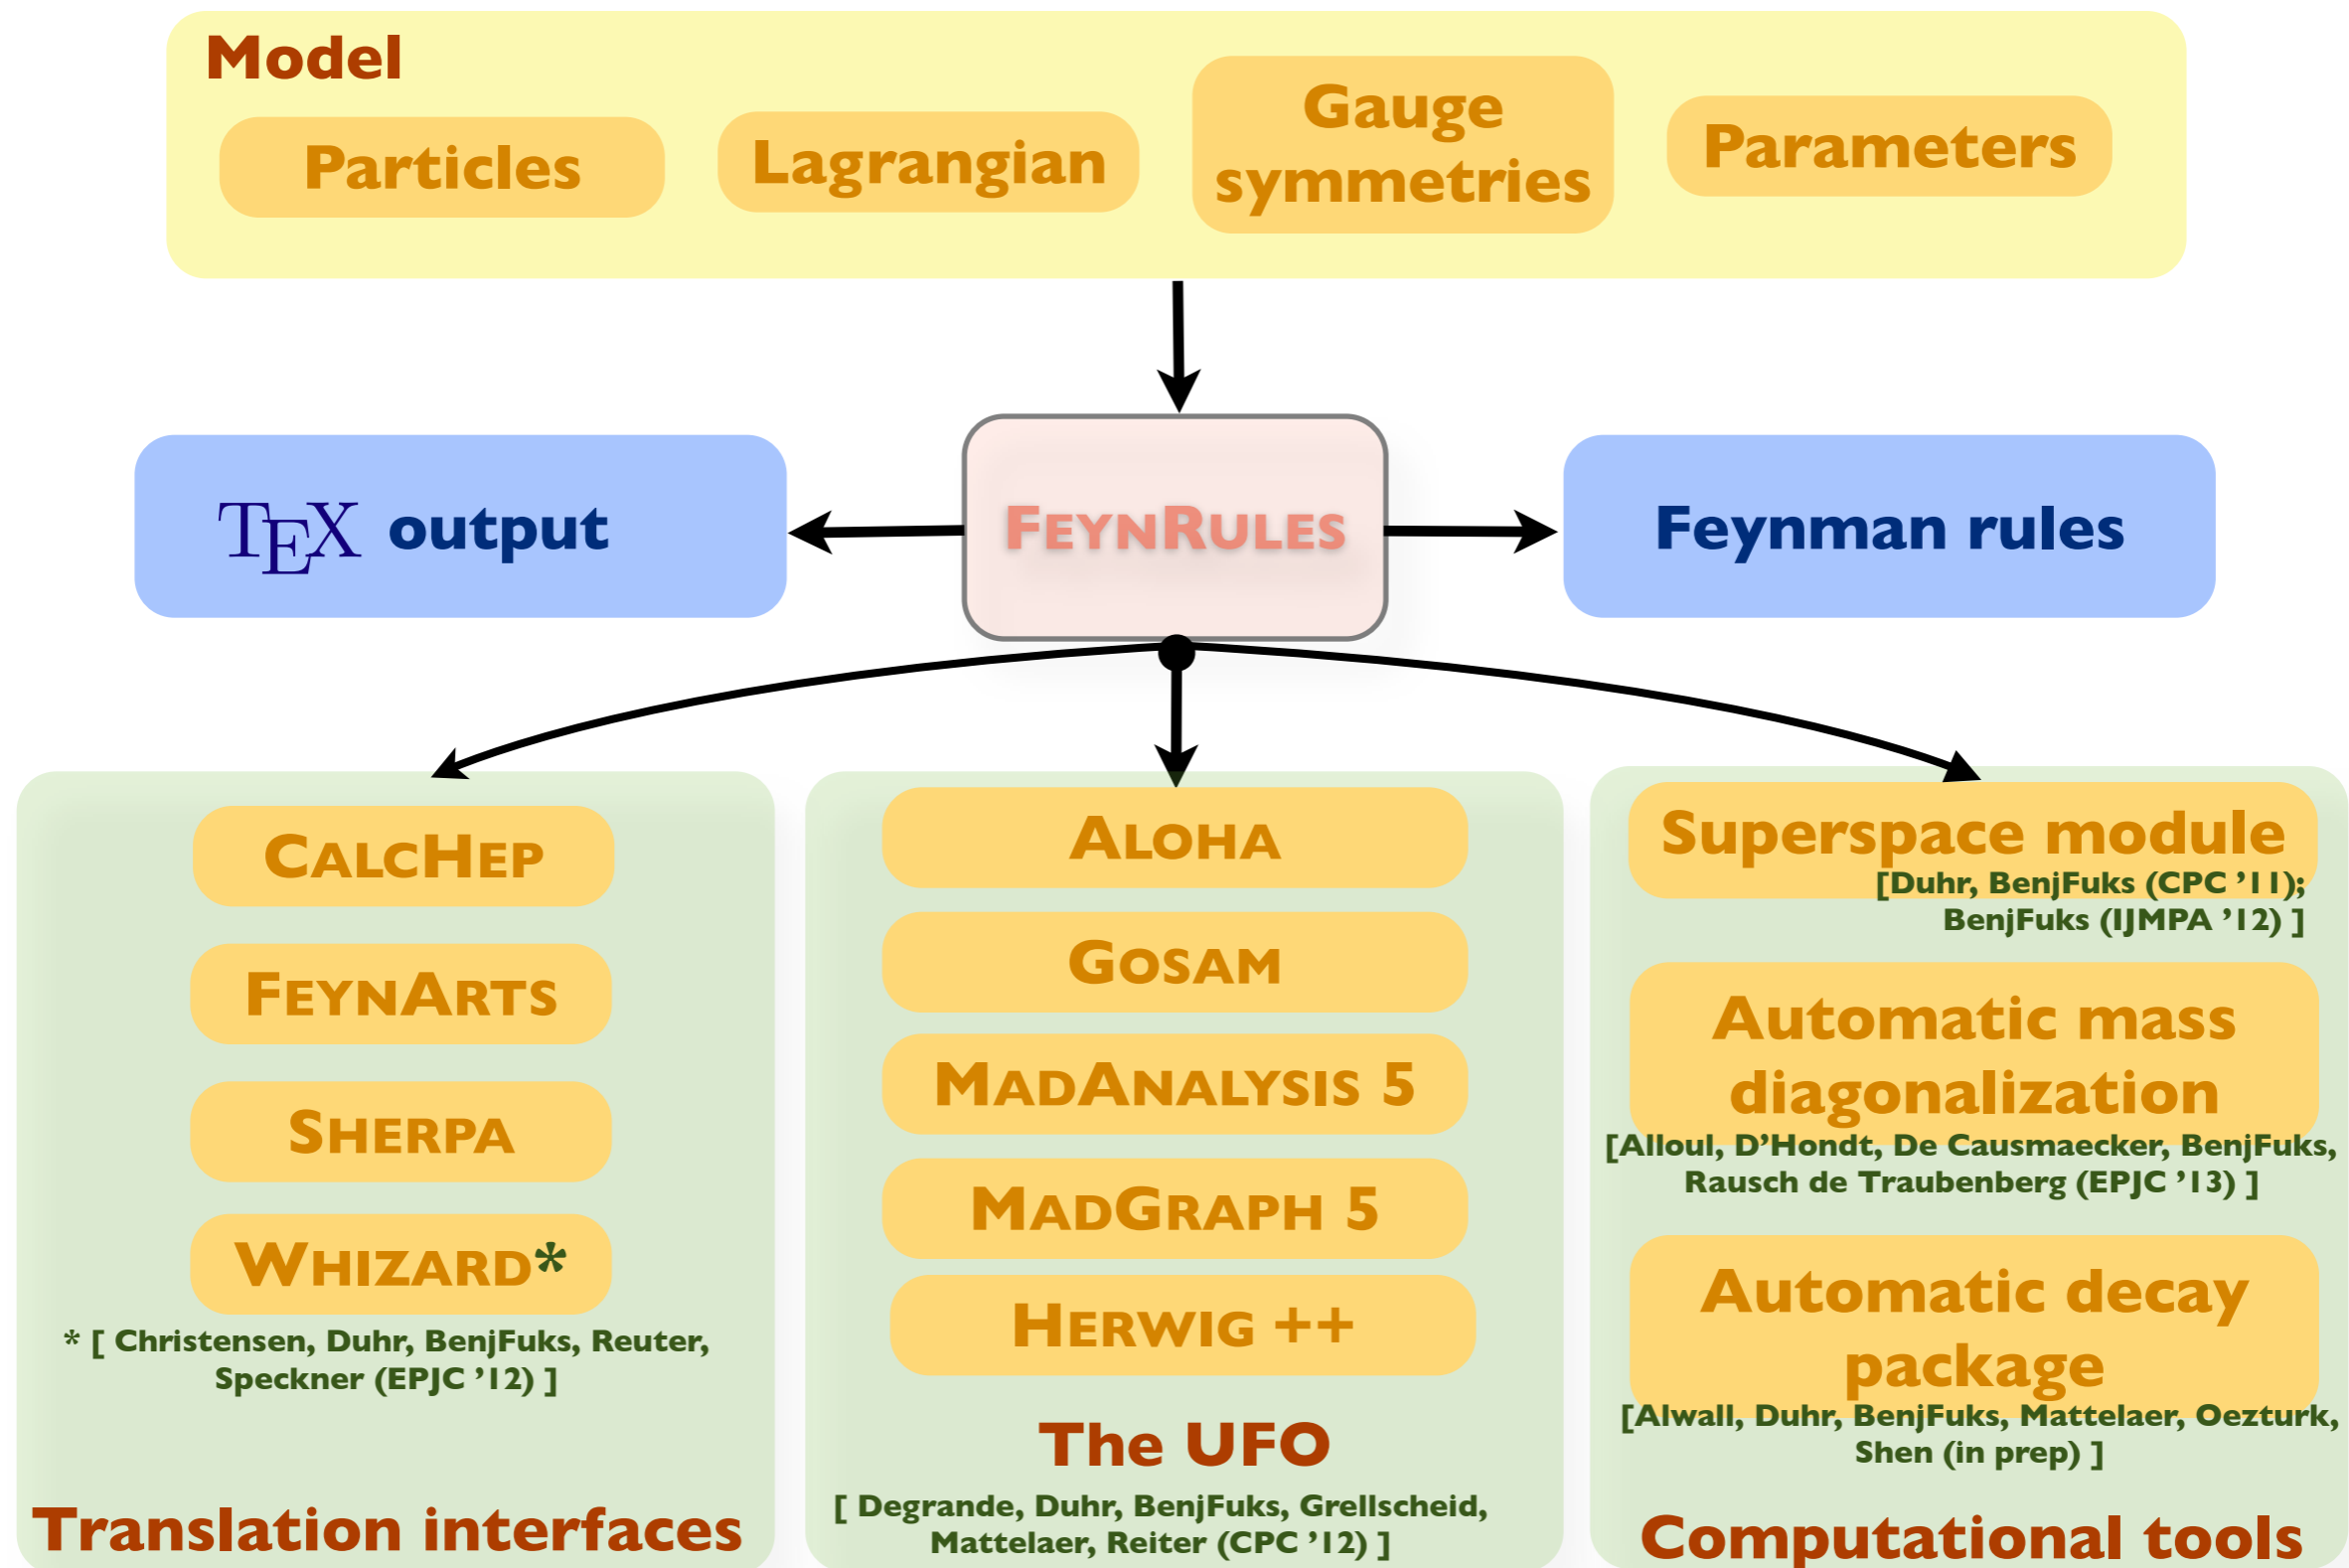 Model
Particles
Lagrangian
Gauge
symmetries
Parameters
TEX output
FEYNRULES
Feynman rules
CALCHEP
FEYNARTS
SHERPA
WHIZARD*
* [ Christensen, Duhr, BenjFuks, Reuter,
Speckner (EPJC ’12) ]
Translation interfaces
ALOHA
GOSAM
MADANALYSIS 5
MADGRAPH 5
HERWIG ++
The UFO
[ Degrande, Duhr, BenjFuks, Grellscheid,
Mattelaer, Reiter (CPC ’12) ]
Superspace module
[Duhr, BenjFuks (CPC ’11);
BenjFuks (IJMPA ’12) ]
Automatic mass
diagonalization
[Alloul, D’Hondt, De Causmaecker, BenjFuks,
Rausch de Traubenberg (EPJC ’13) ]
Automatic decay
package
[Alwall, Duhr, BenjFuks, Mattelaer, Oezturk,
Shen (in prep) ]
Computational tools